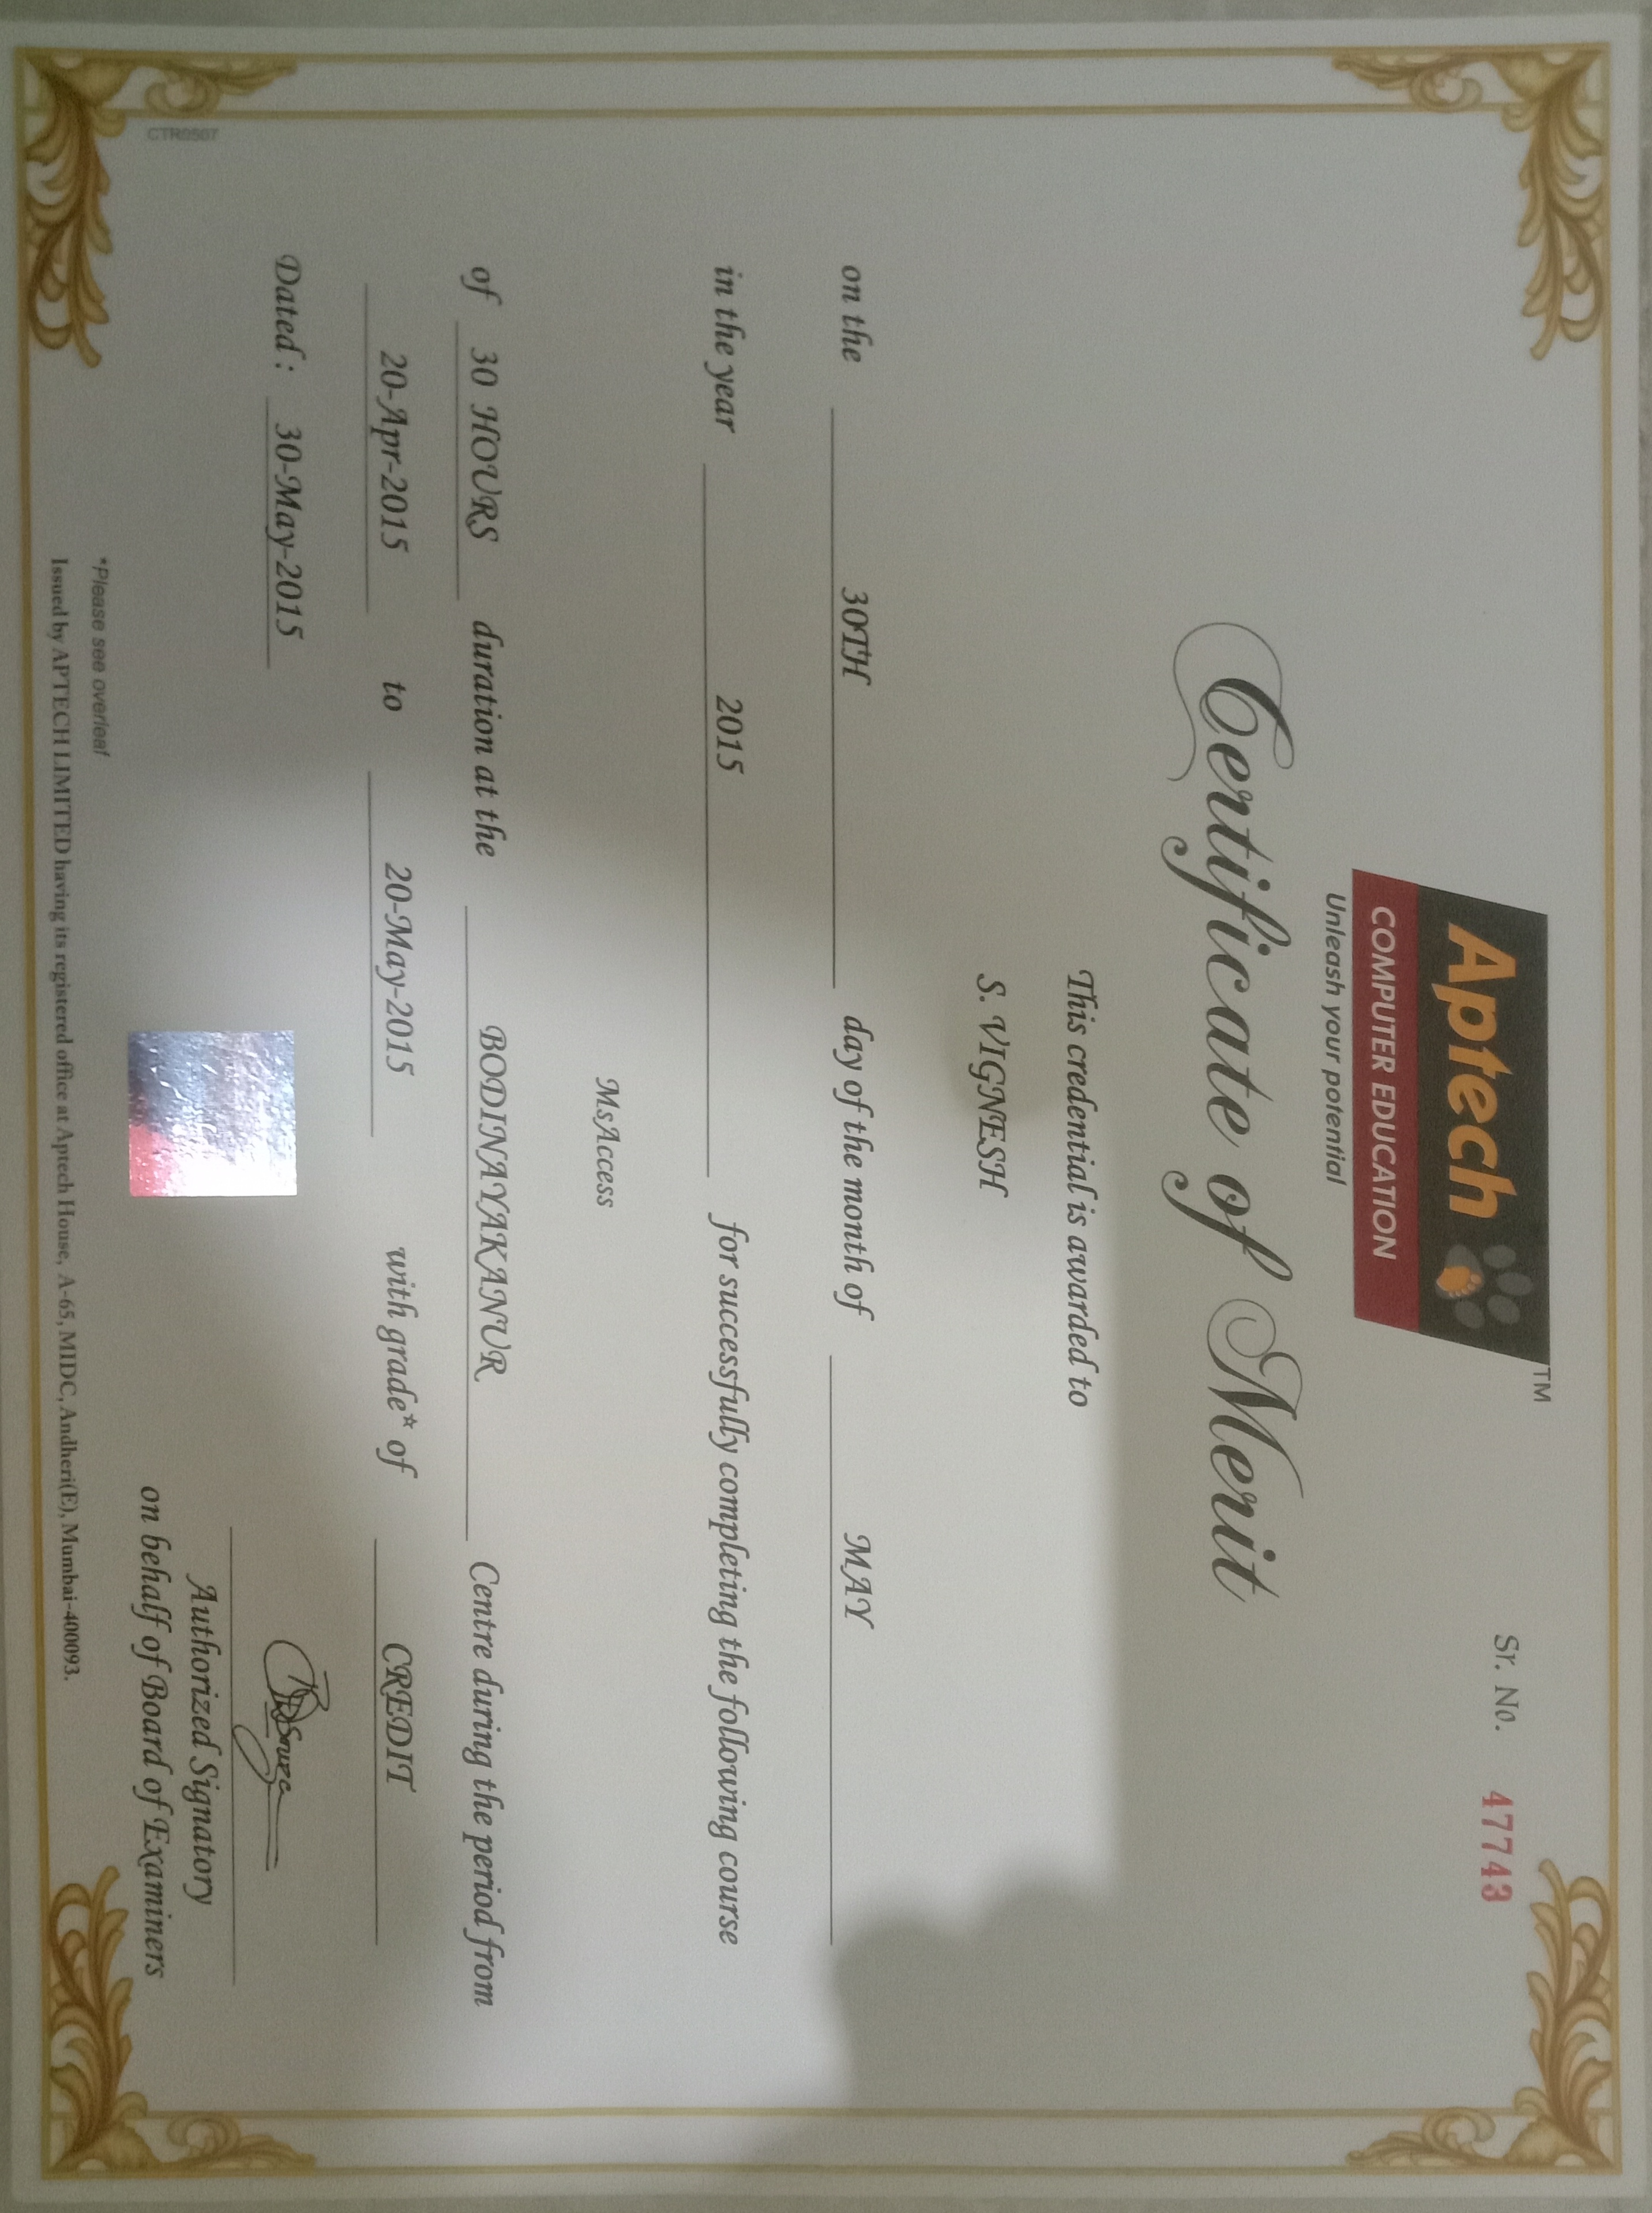 Aptech
TM
COMPUTER EDUCATION
Unleash your potential
Sr. No. 47743
Certificate of Merit
This credential is awarded to
S. VIGNESH
on the 30TH day of the month of MAY
in the year 2015 for successfully completing the following course
MsAccess
of 30 HOURS duration at the BODINAYAKANUR Centre during the period from
20-Apr-2015 to 20-May-2015 with grade* of CREDIT
Dated : 30-May-2015
Authorized Signatory
on behalf of Board of Examiners
*Please see overleaf
Issued by APTECH LIMITED having its registered office at Aptech House, A-65, MIDC, Andheri(E), Mumbai-400093.